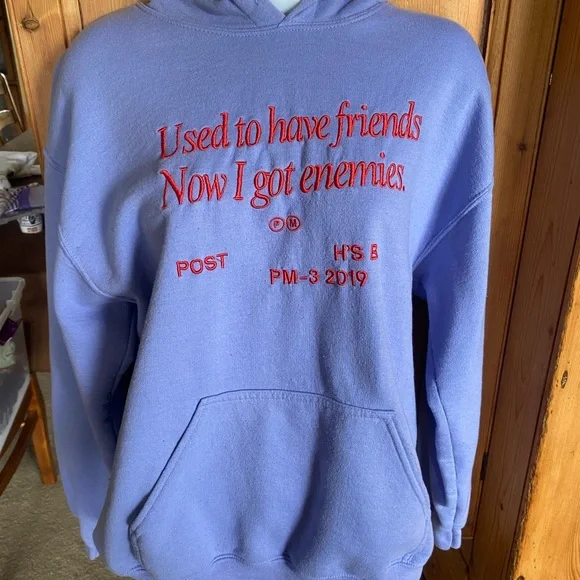 Used to have friends
Now I got enemies.
P M
POST H'S B
PM-3 2019